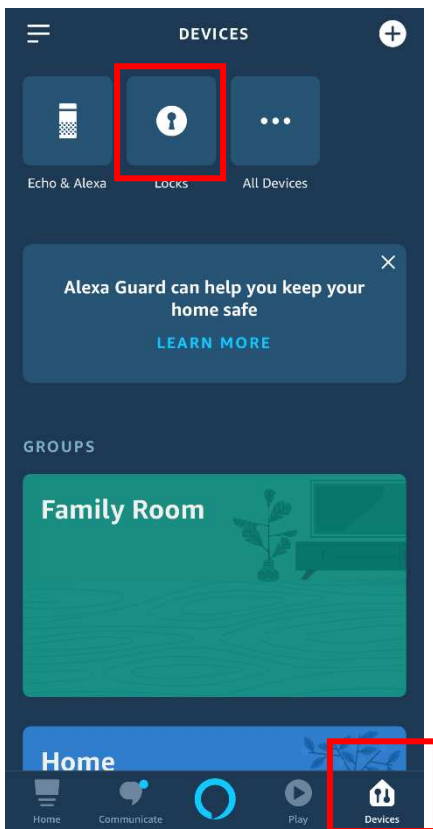 DEVICES
Echo & Alexa Locks All Devices
Alexa Guard can help you keep your
home safe
LEARN MORE
GROUPS
Family Room
Home
Home Communicate Play Devices